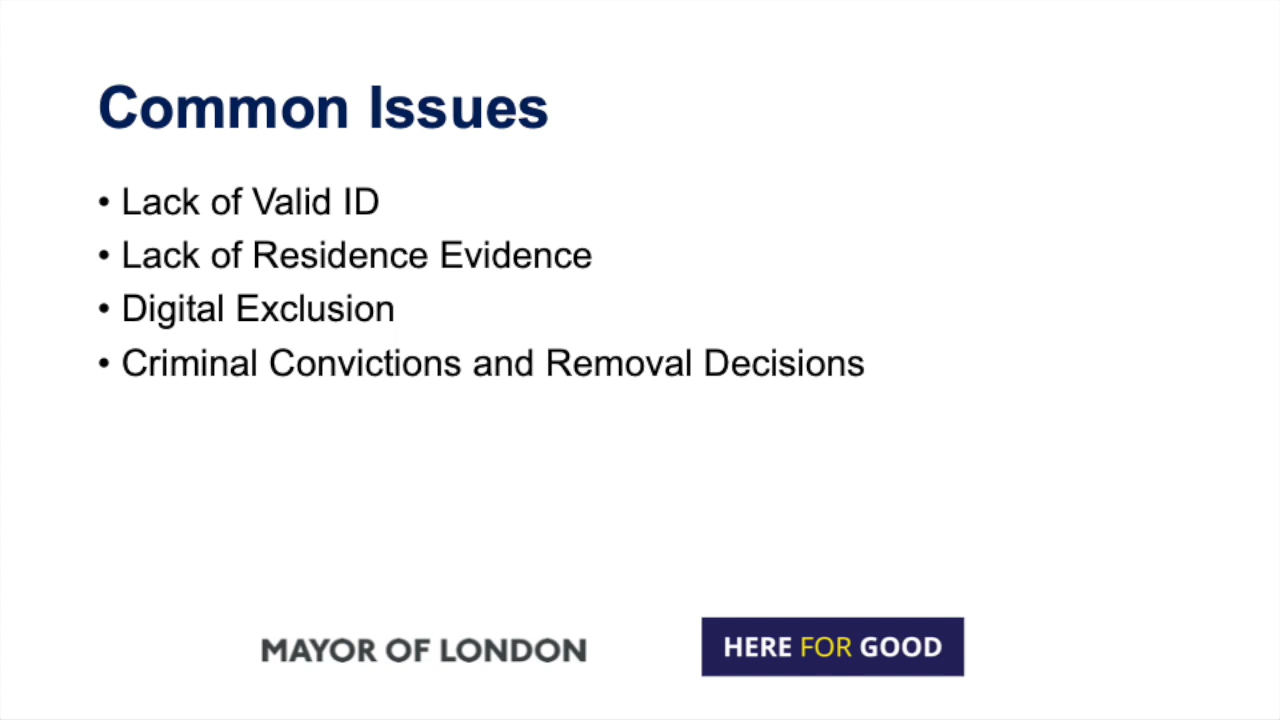 Common Issues
• Lack of Valid ID
• Lack of Residence Evidence
• Digital Exclusion
• Criminal Convictions and Removal Decisions
MAYOR OF LONDON
HERE FOR GOOD